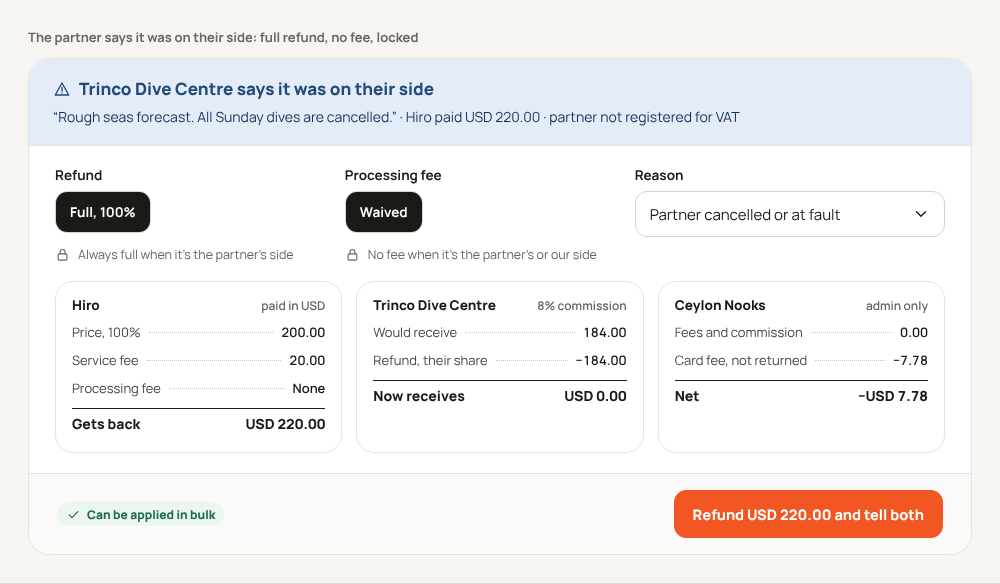 The partner says it was on their side: full refund, no fee, locked
Trinco Dive Centre says it was on their side
“Rough seas forecast. All Sunday dives are cancelled.” · Hiro paid USD 220.00 · partner not registered for VAT
Refund
Full, 100%
Always full when it’s the partner’s side
Processing fee
Waived
No fee when it’s the partner’s or our side
Reason
Partner cancelled or at fault
Hiro paid in USD
Price, 100% 200.00
Service fee 20.00
Processing fee None
Gets back USD 220.00
Trinco Dive Centre 8% commission
Would receive 184.00
Refund, their share −184.00
Now receives USD 0.00
Ceylon Nooks admin only
Fees and commission 0.00
Card fee, not returned −7.78
Net −USD 7.78
Can be applied in bulk
Refund USD 220.00 and tell both